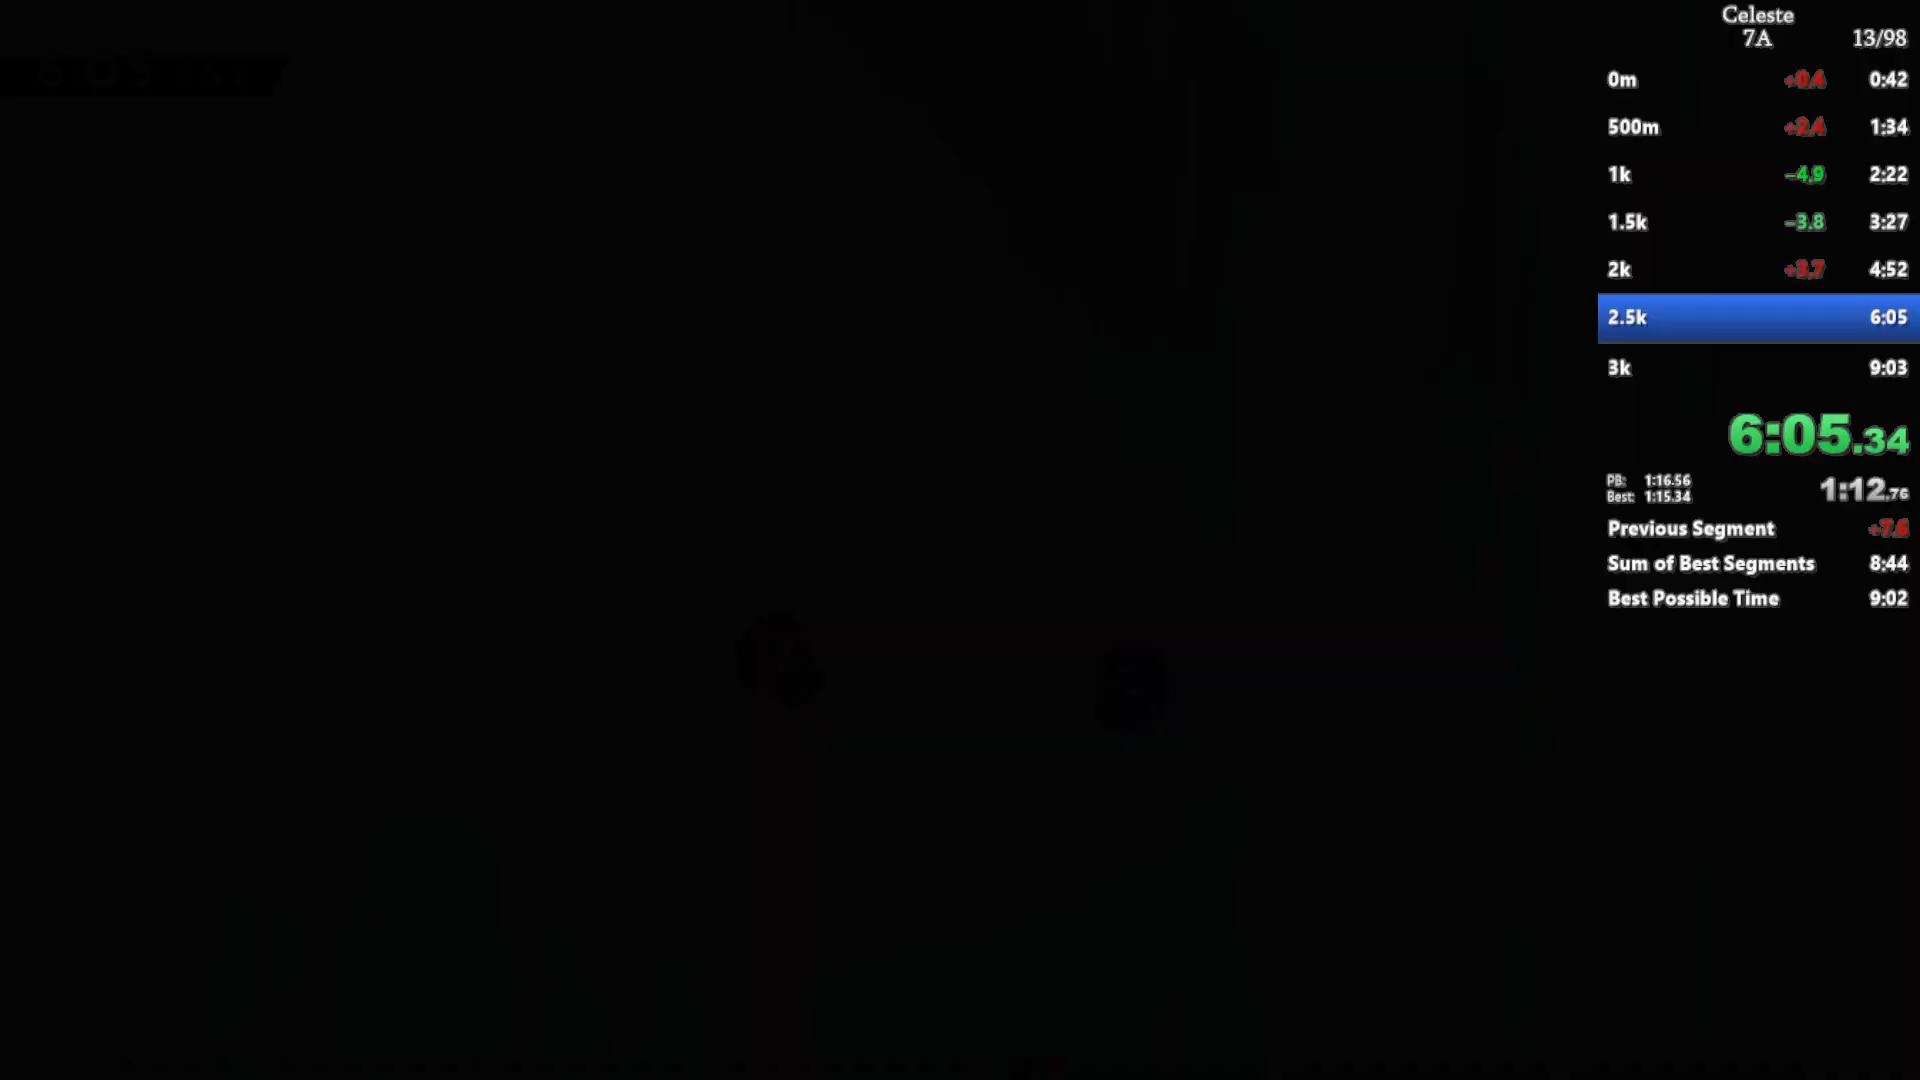 Celeste
7A 13/98
0m +0.4 0:42
500m +2.4 1:34
1k -4.9 2:22
1.5k -3.8 3:27
2k +3.7 4:52
2.5k 6:05
3k 9:03
6:05.34
PB: 1:16.56
Best: 1:15.34
1:12.76
Previous Segment +7.6
Sum of Best Segments 8:44
Best Possible Time 9:02